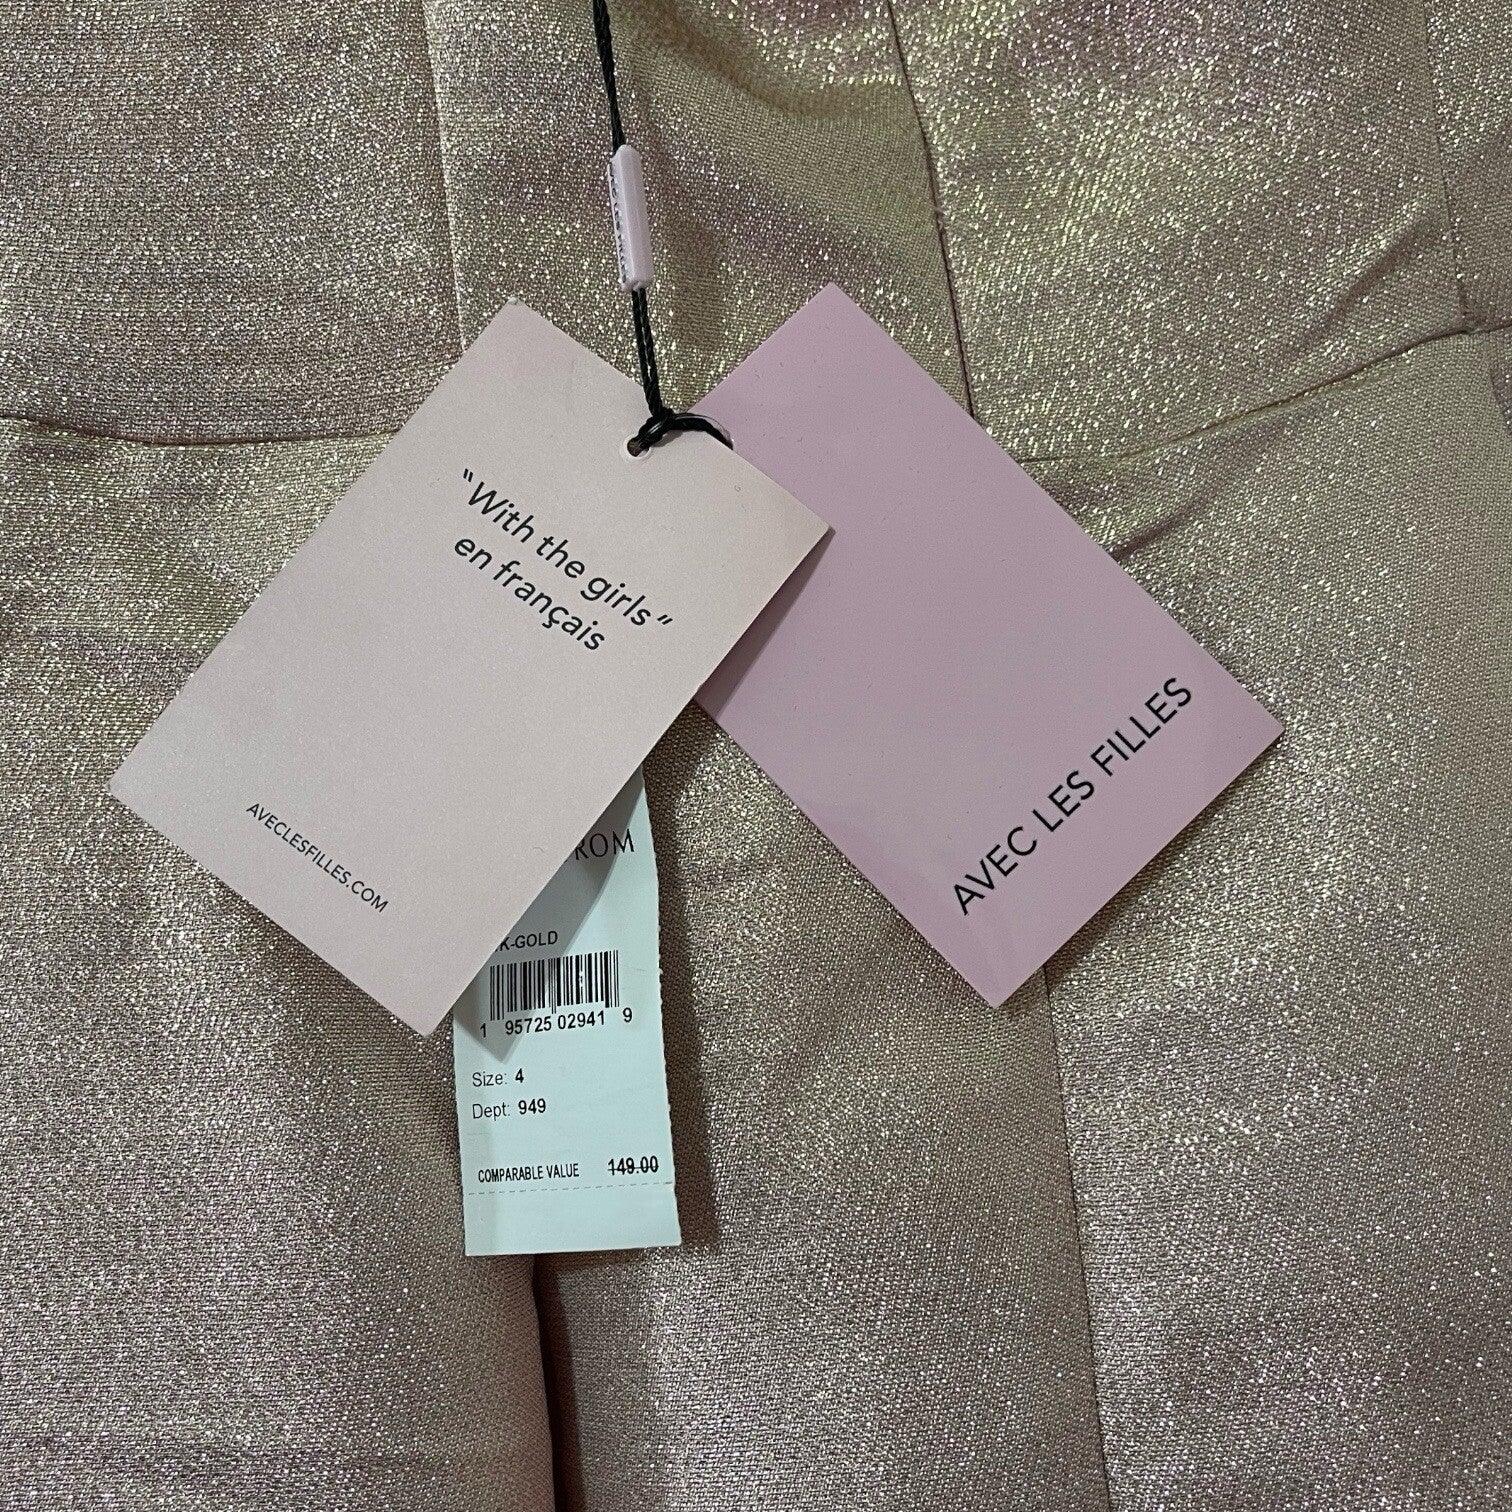 “With the girls”
en français
AVECLESFILLES.COM
AVEC LES FILLES
ROM
K-GOLD
1 95725 02941 9
Size: 4
Dept: 949
COMPARABLE VALUE 149.00